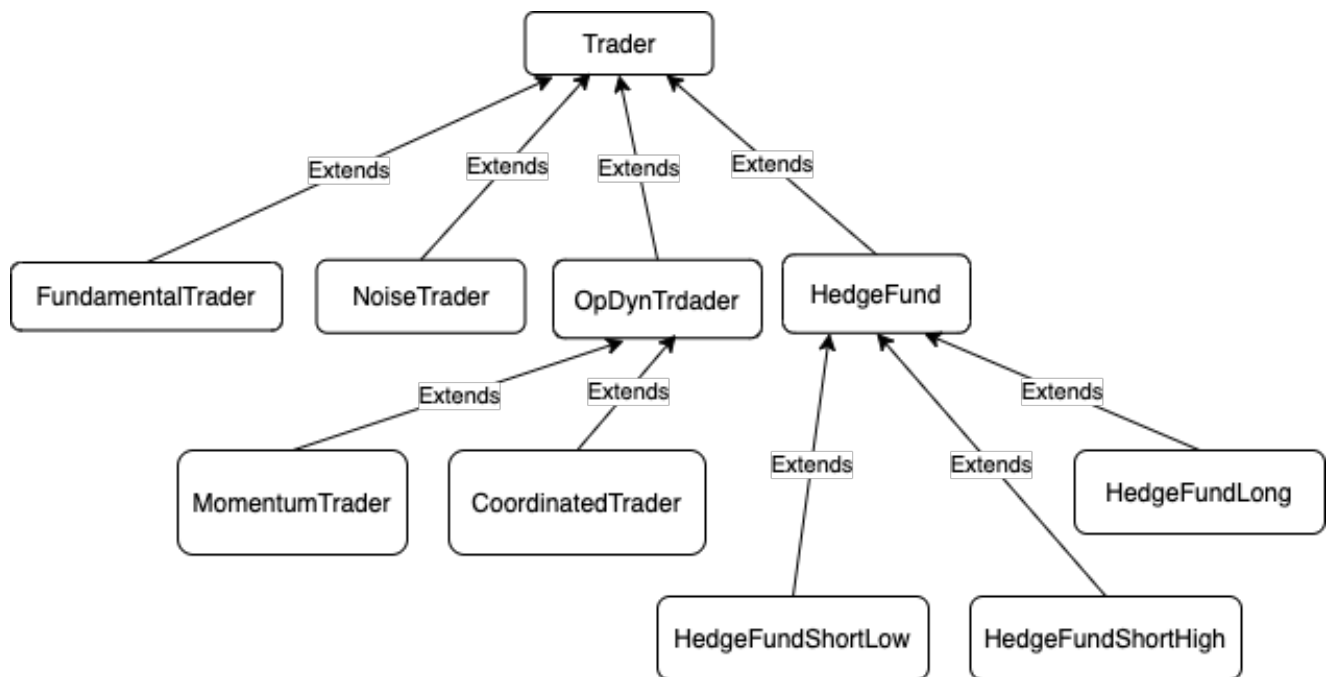 Trader
Extends
Extends
Extends
Extends
FundamentalTrader
NoiseTrader
OpDynTrdader
HedgeFund
Extends
Extends
Extends
Extends
Extends
MomentumTrader
CoordinatedTrader
HedgeFundLong
HedgeFundShortLow
HedgeFundShortHigh